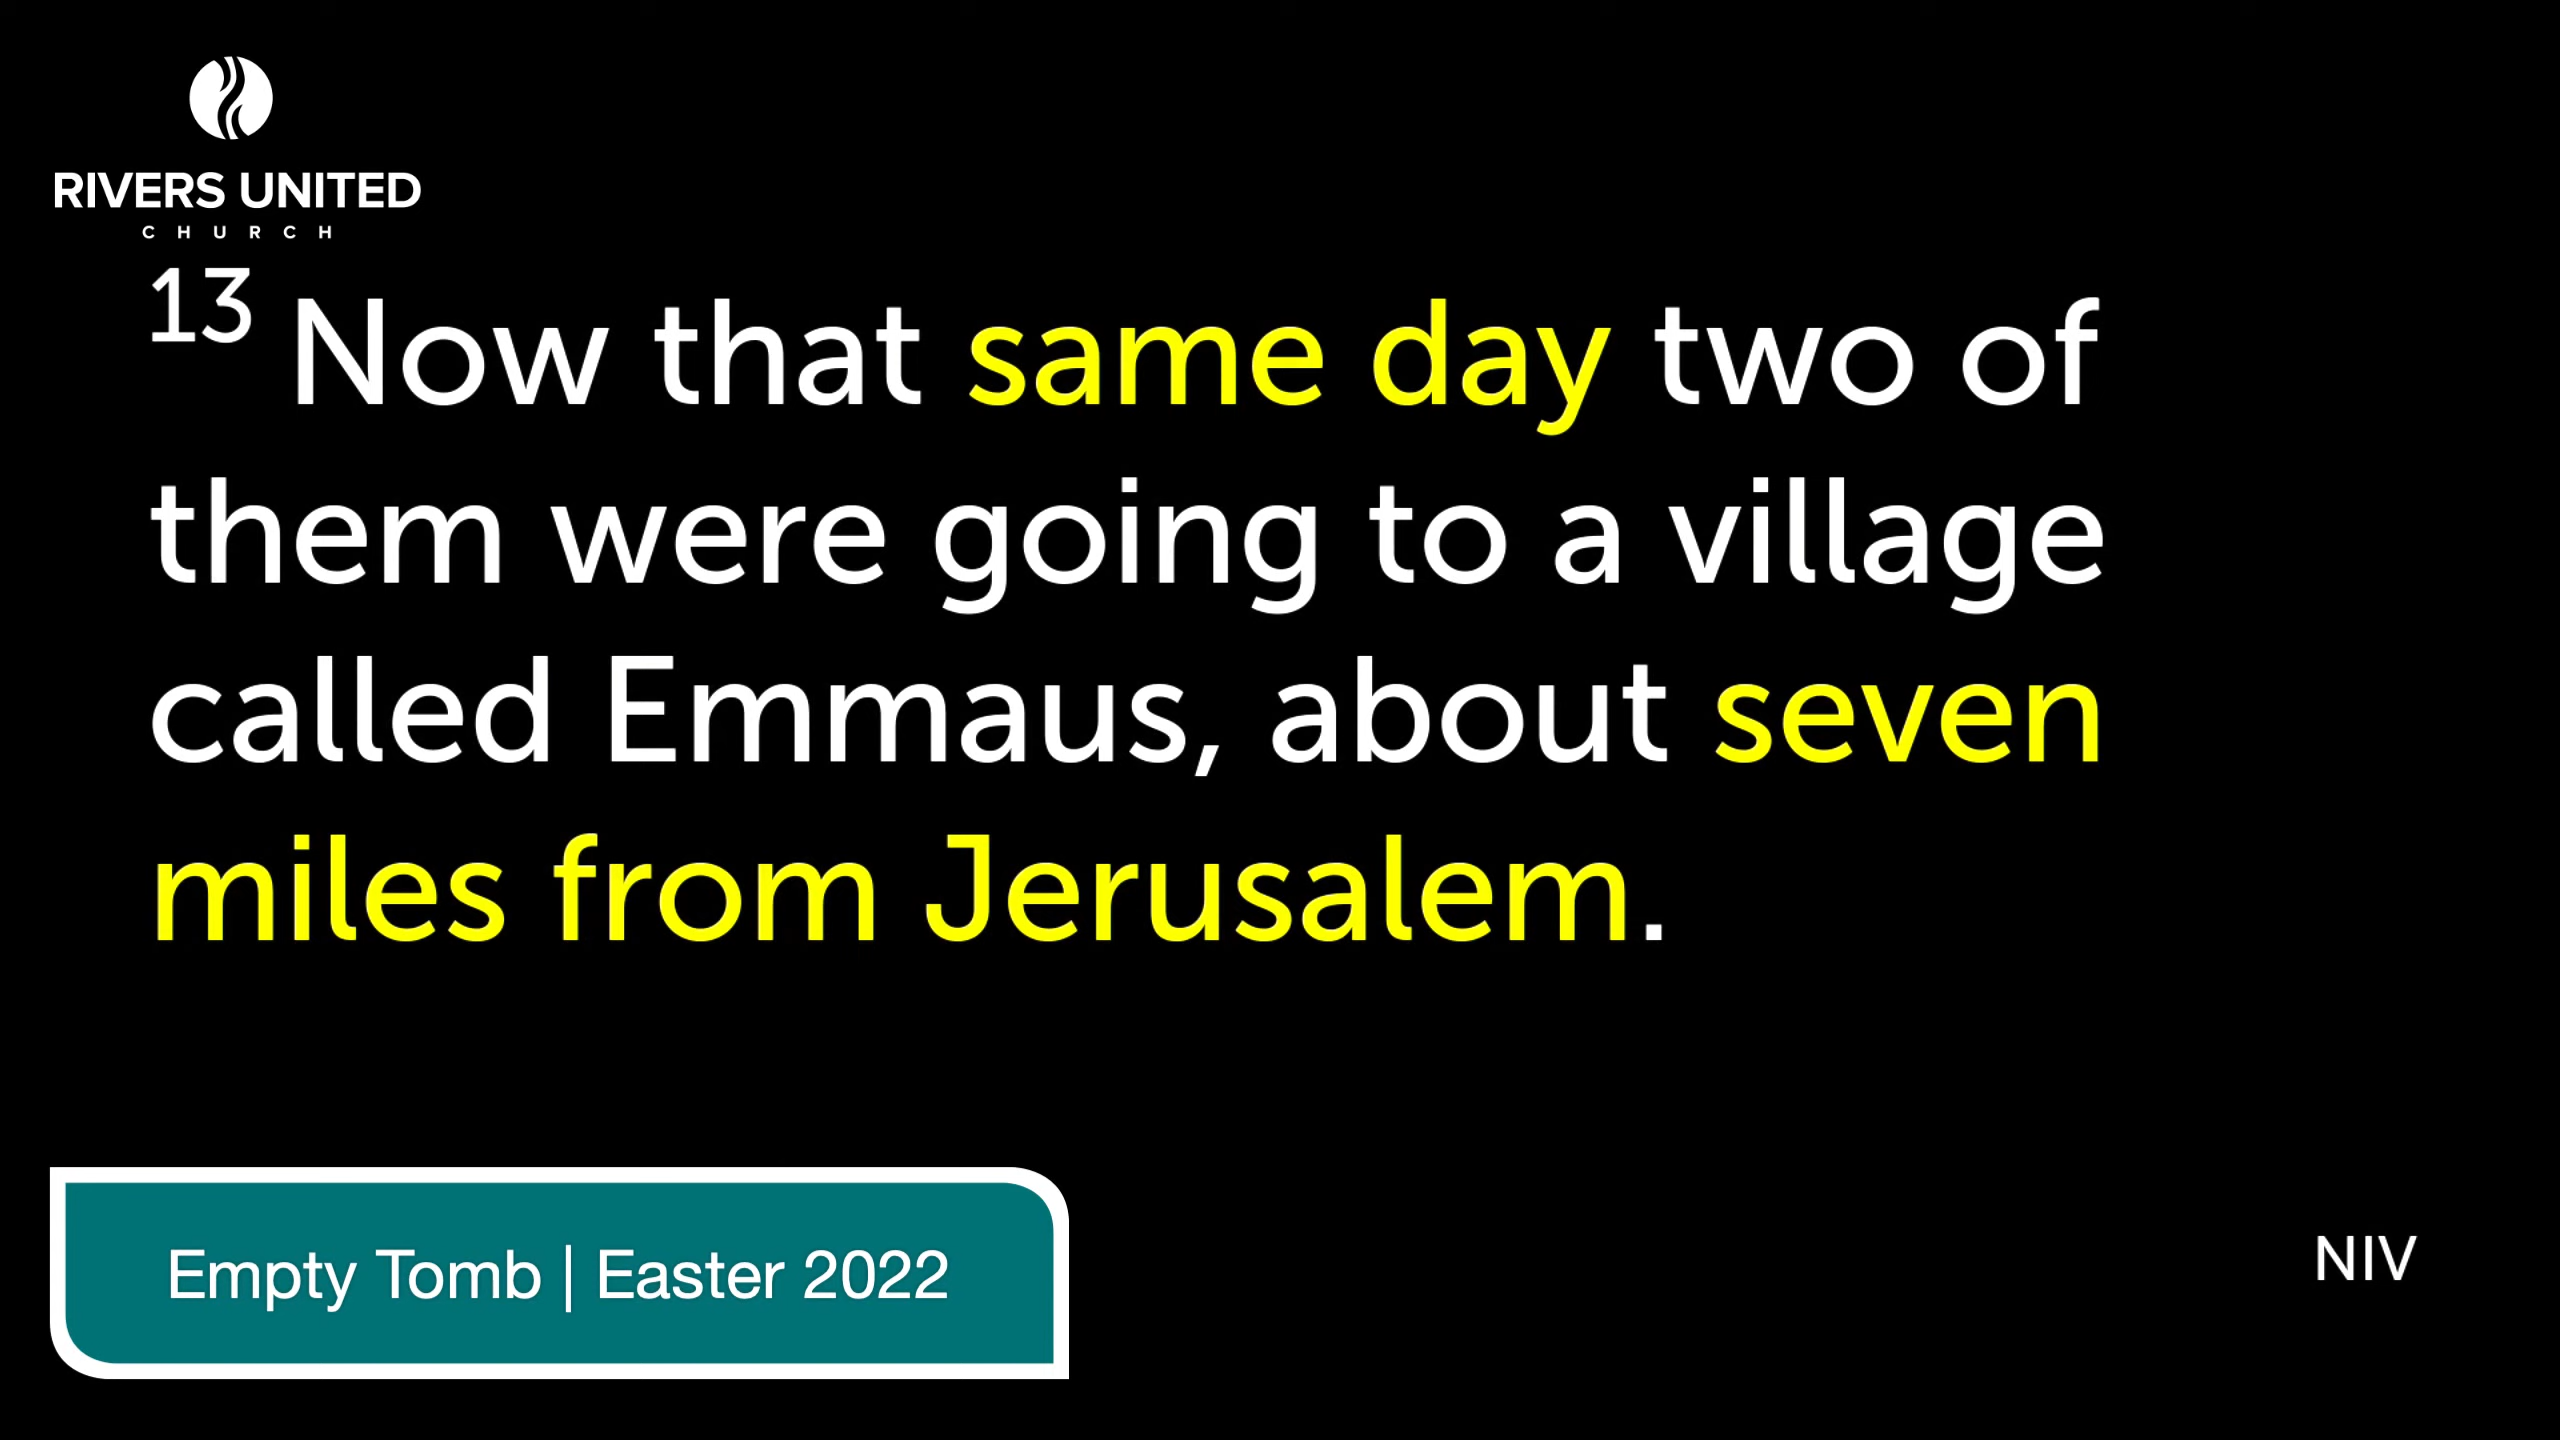 RIVERS UNITED
CHURCH
13 Now that same day two of
them were going to a village
called Emmaus, about seven
miles from Jerusalem.
Empty Tomb | Easter 2022
NIV